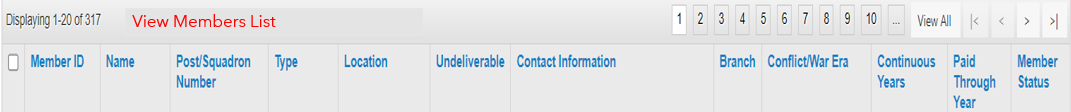 Displaying 1-20 of 317 View Members List 1 2 3 4 5 6 7 8 9 10 ... View All |< < > >|
Member ID Name Post/Squadron Number Type Location Undeliverable Contact Information Branch Conflict/War Era Continuous Years Paid Through Year Member Status